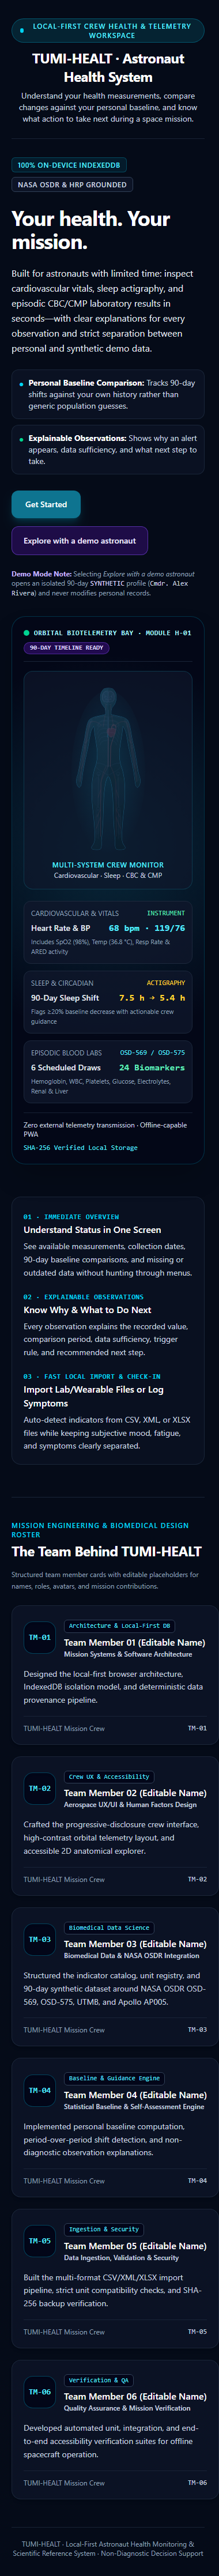 LOCAL-FIRST CREW HEALTH & TELEMETRY
WORKSPACE
TUMI-HEALT · Astronaut
Health System
Understand your health measurements, compare
changes against your personal baseline, and know
what action to take next during a space mission.
100% ON-DEVICE INDEXEDDB
NASA OSDR & HRP GROUNDED
Your health. Your
mission.
Built for astronauts with limited time: inspect
cardiovascular vitals, sleep actigraphy, and
episodic CBC/CMP laboratory results in
seconds—with clear explanations for every
observation and strict separation between
personal and synthetic demo data.
Personal Baseline Comparison: Tracks 90-day
shifts against your own history rather than
generic population guesses.
Explainable Observations: Shows why an alert
appears, data sufficiency, and what next step to
take.
Get Started
Explore with a demo astronaut
Demo Mode Note: Selecting Explore with a demo astronaut
opens an isolated 90-day SYNTHETIC profile (Cmdr. Alex
Rivera) and never modifies personal records.
ORBITAL BIOTELEMETRY BAY · MODULE H-01
90-DAY TIMELINE READY
MULTI-SYSTEM CREW MONITOR
Cardiovascular · Sleep · CBC & CMP
CARDIOVASCULAR & VITALS
INSTRUMENT
Heart Rate & BP
68 bpm · 119/76
Includes SpO2 (98%), Temp (36.8 °C), Resp Rate &
ARED activity
SLEEP & CIRCADIAN
ACTIGRAPHY
90-Day Sleep Shift
7.5 h → 5.4 h
Flags ≥20% baseline decrease with actionable crew
guidance
EPISODIC BLOOD LABS
OSD-569 / OSD-575
6 Scheduled Draws
24 Biomarkers
Hemoglobin, WBC, Platelets, Glucose, Electrolytes,
Renal & Liver
Zero external telemetry transmission · Offline-capable
PWA
SHA-256 Verified Local Storage
01 · IMMEDIATE OVERVIEW
Understand Status in One Screen
See available measurements, collection dates,
90-day baseline comparisons, and missing or
outdated data without hunting through menus.
02 · EXPLAINABLE OBSERVATIONS
Know Why & What to Do Next
Every observation explains the recorded value,
comparison period, data sufficiency, trigger
rule, and recommended next step.
03 · FAST LOCAL IMPORT & CHECK-IN
Import Lab/Wearable Files or Log
Symptoms
Auto-detect indicators from CSV, XML, or XLSX
files while keeping subjective mood, fatigue,
and symptoms clearly separated.
MISSION ENGINEERING & BIOMEDICAL DESIGN
ROSTER
The Team Behind TUMI-HEALT
Structured team member cards with editable placeholders for
names, roles, avatars, and mission contributions.
TM-01
Architecture & Local-First DB
Team Member 01 (Editable Name)
Mission Systems & Software Architecture
Designed the local-first browser architecture,
IndexedDB isolation model, and deterministic data
provenance pipeline.
TUMI-HEALT Mission Crew
TM-01
TM-02
Crew UX & Accessibility
Team Member 02 (Editable Name)
Aerospace UX/UI & Human Factors Design
Crafted the progressive-disclosure crew interface,
high-contrast orbital telemetry layout, and
accessible 2D anatomical explorer.
TUMI-HEALT Mission Crew
TM-02
TM-03
Biomedical Data Science
Team Member 03 (Editable Name)
Biomedical Data & NASA OSDR Integration
Structured the indicator catalog, unit registry, and
90-day synthetic dataset around NASA OSDR OSD-
569, OSD-575, UTMB, and Apollo AP005.
TUMI-HEALT Mission Crew
TM-03
TM-04
Baseline & Guidance Engine
Team Member 04 (Editable Name)
Statistical Baseline & Self-Assessment Engine
Implemented personal baseline computation,
period-over-period shift detection, and non-
diagnostic observation explanations.
TUMI-HEALT Mission Crew
TM-04
TM-05
Ingestion & Security
Team Member 05 (Editable Name)
Data Ingestion, Validation & Security
Built the multi-format CSV/XML/XLSX import
pipeline, strict unit compatibility checks, and SHA-
256 backup verification.
TUMI-HEALT Mission Crew
TM-05
TM-06
Verification & QA
Team Member 06 (Editable Name)
Quality Assurance & Mission Verification
Developed automated unit, integration, and end-
to-end accessibility verification suites for offline
spacecraft operation.
TUMI-HEALT Mission Crew
TM-06
TUMI-HEALT · Local-First Astronaut Health Monitoring &
Scientific Reference System · Non-Diagnostic Decision Support